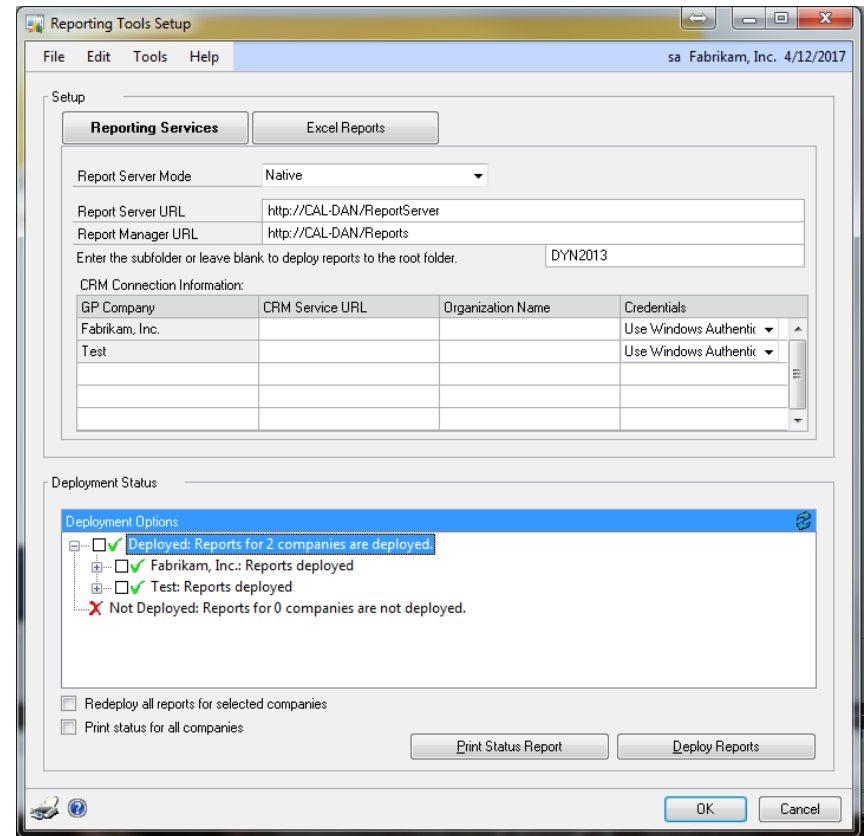 Reporting Tools Setup
File Edit Tools Help sa Fabrikam, Inc. 4/12/2017
Setup
Reporting Services Excel Reports
Report Server Mode Native
Report Server URL http://CAL-DAN/ReportServer
Report Manager URL http://CAL-DAN/Reports
Enter the subfolder or leave blank to deploy reports to the root folder. DYN2013
CRM Connection Information:
GP Company CRM Service URL Organization Name Credentials
Fabrikam, Inc. Use Windows Authentic
Test Use Windows Authentic
Deployment Status
Deployment Options
Deployed: Reports for 2 companies are deployed.
Fabrikam, Inc.: Reports deployed
Test: Reports deployed
Not Deployed: Reports for 0 companies are not deployed.
Redeploy all reports for selected companies
Print status for all companies
Print Status Report Deploy Reports
OK Cancel